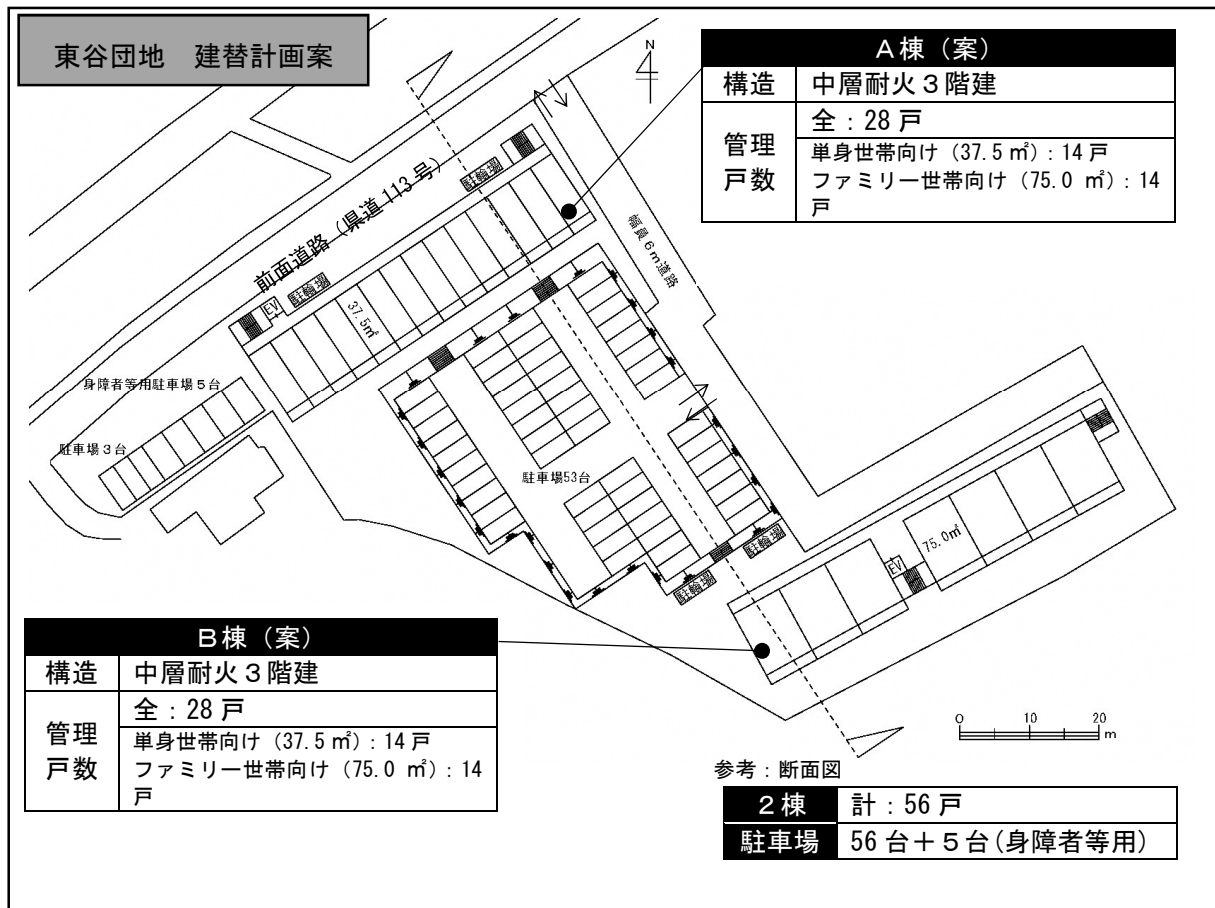 東谷団地 建替計画案
N
A棟（案）
構造 中層耐火３階建
管理戸数 全：28 戸
単身世帯向け（37.5 ㎡）：14 戸
ファミリー世帯向け（75.0 ㎡）：14
戸
前面道路（県道 113 号）
駐輪場
幅員６ｍ道路
EV
駐輪場
37.5㎡
身障者等用駐車場５台
駐車場３台
駐車場53台
駐輪場
駐輪場
EV
75.0㎡
B棟（案）
構造 中層耐火３階建
管理戸数 全：28 戸
単身世帯向け（37.5 ㎡）：14 戸
ファミリー世帯向け（75.0 ㎡）：14
戸
0 10 20
m
参考：断面図
２棟 計：56 戸
駐車場 56 台＋５台(身障者等用)